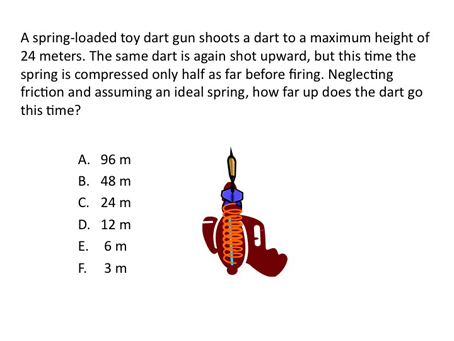 A spring-loaded toy dart gun shoots a dart to a maximum height of
24 meters. The same dart is again shot upward, but this time the
spring is compressed only half as far before firing. Neglecting
friction and assuming an ideal spring, how far up does the dart go
this time?
A. 96 m
B. 48 m
C. 24 m
D. 12 m
E. 6 m
F. 3 m